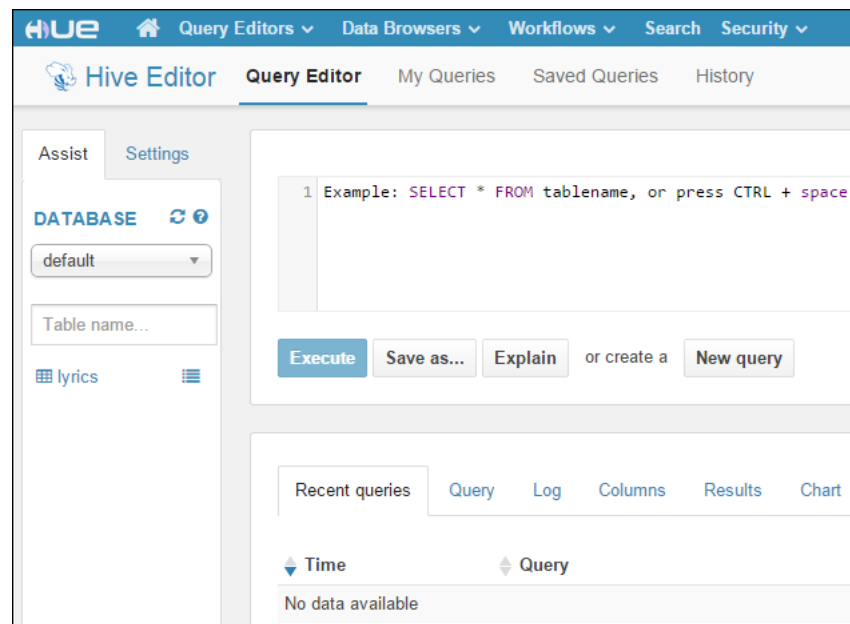 HUE Query Editors Data Browsers Workflows Search Security
Hive Editor Query Editor My Queries Saved Queries History
Assist Settings
DATABASE
default
Table name...
lyrics
1 Example: SELECT * FROM tablename, or press CTRL + space
Execute Save as... Explain or create a New query
Recent queries Query Log Columns Results Chart
Time Query
No data available